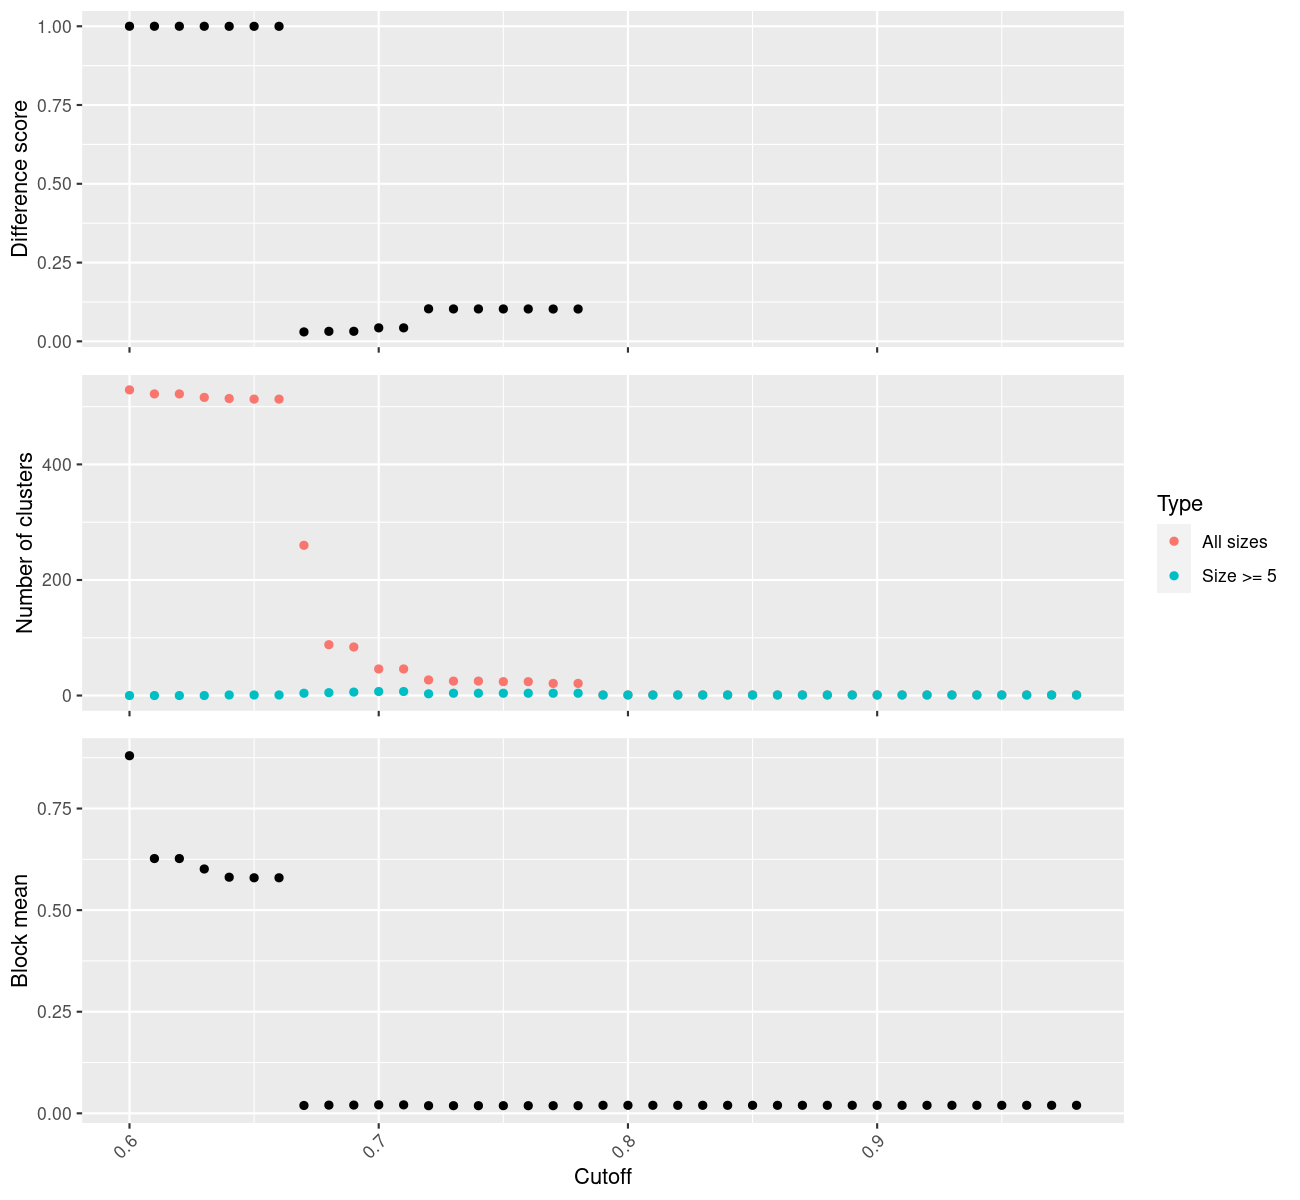 Difference score
1.00
0.75
0.50
0.25
0.00
Number of clusters
400
200
0
Type
All sizes
Size >= 5
Block mean
0.75
0.50
0.25
0.00
0.6
0.7
0.8
0.9
Cutoff